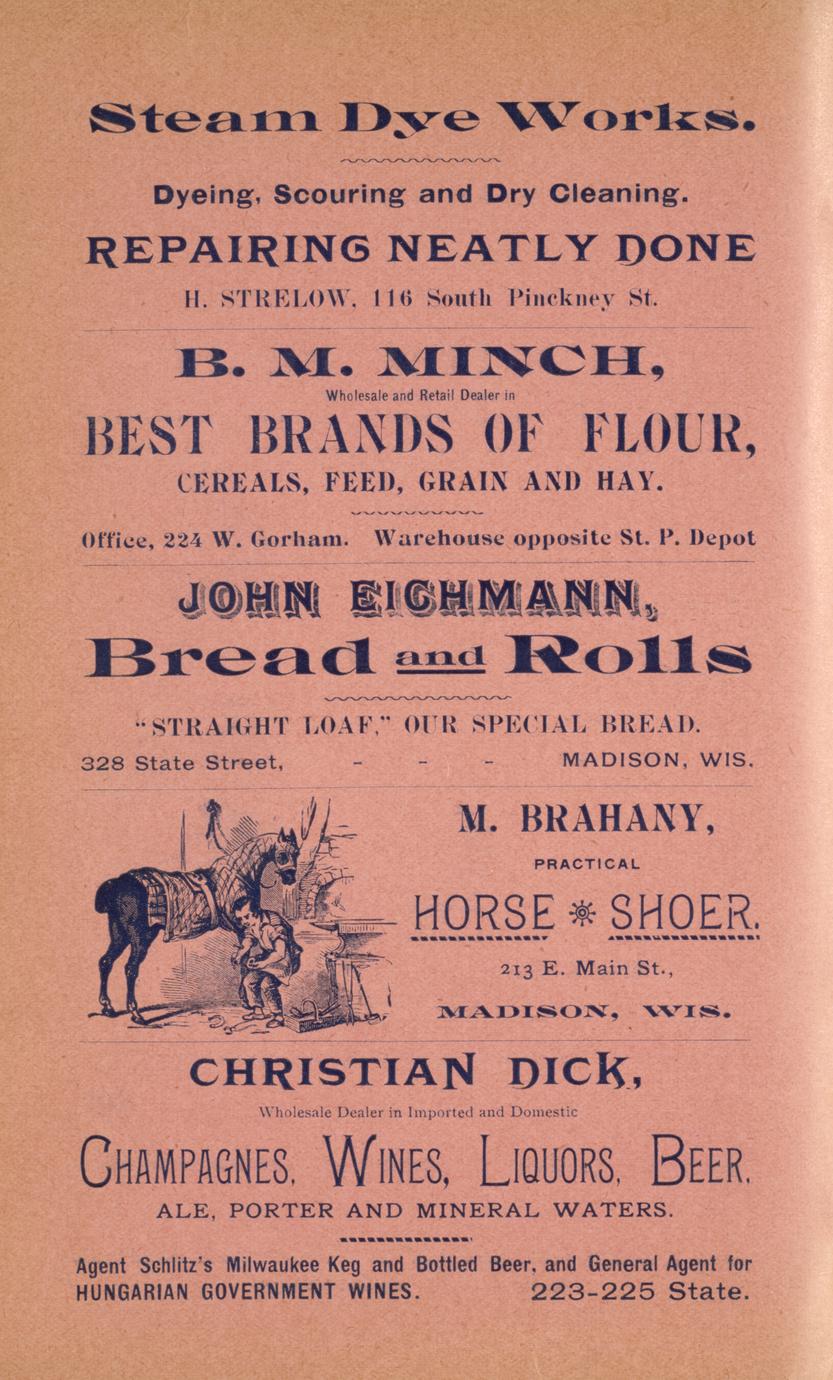 Steam Dye Works.
Dyeing, Scouring and Dry Cleaning.
REPAIRING NEATLY DONE
H. STRELOW, 116 South Pinckney St.
B. M. MINCH,
Wholesale and Retail Dealer in
BEST BRANDS OF FLOUR,
CEREALS, FEED, GRAIN AND HAY.
Office, 224 W. Gorham. Warehouse opposite St. P. Depot
JOHN EICHMANN,
Bread and Rolls
"STRAIGHT LOAF," OUR SPECIAL BREAD.
328 State Street, - - - MADISON, WIS.
M. BRAHANY,
PRACTICAL
HORSE SHOER.
213 E. Main St.,
MADISON, WIS.
CHRISTIAN DICK,
Wholesale Dealer in Imported and Domestic
CHAMPAGNES, WINES, LIQUORS, BEER,
ALE, PORTER AND MINERAL WATERS.
Agent Schlitz's Milwaukee Keg and Bottled Beer, and General Agent for
HUNGARIAN GOVERNMENT WINES. 223-225 State.